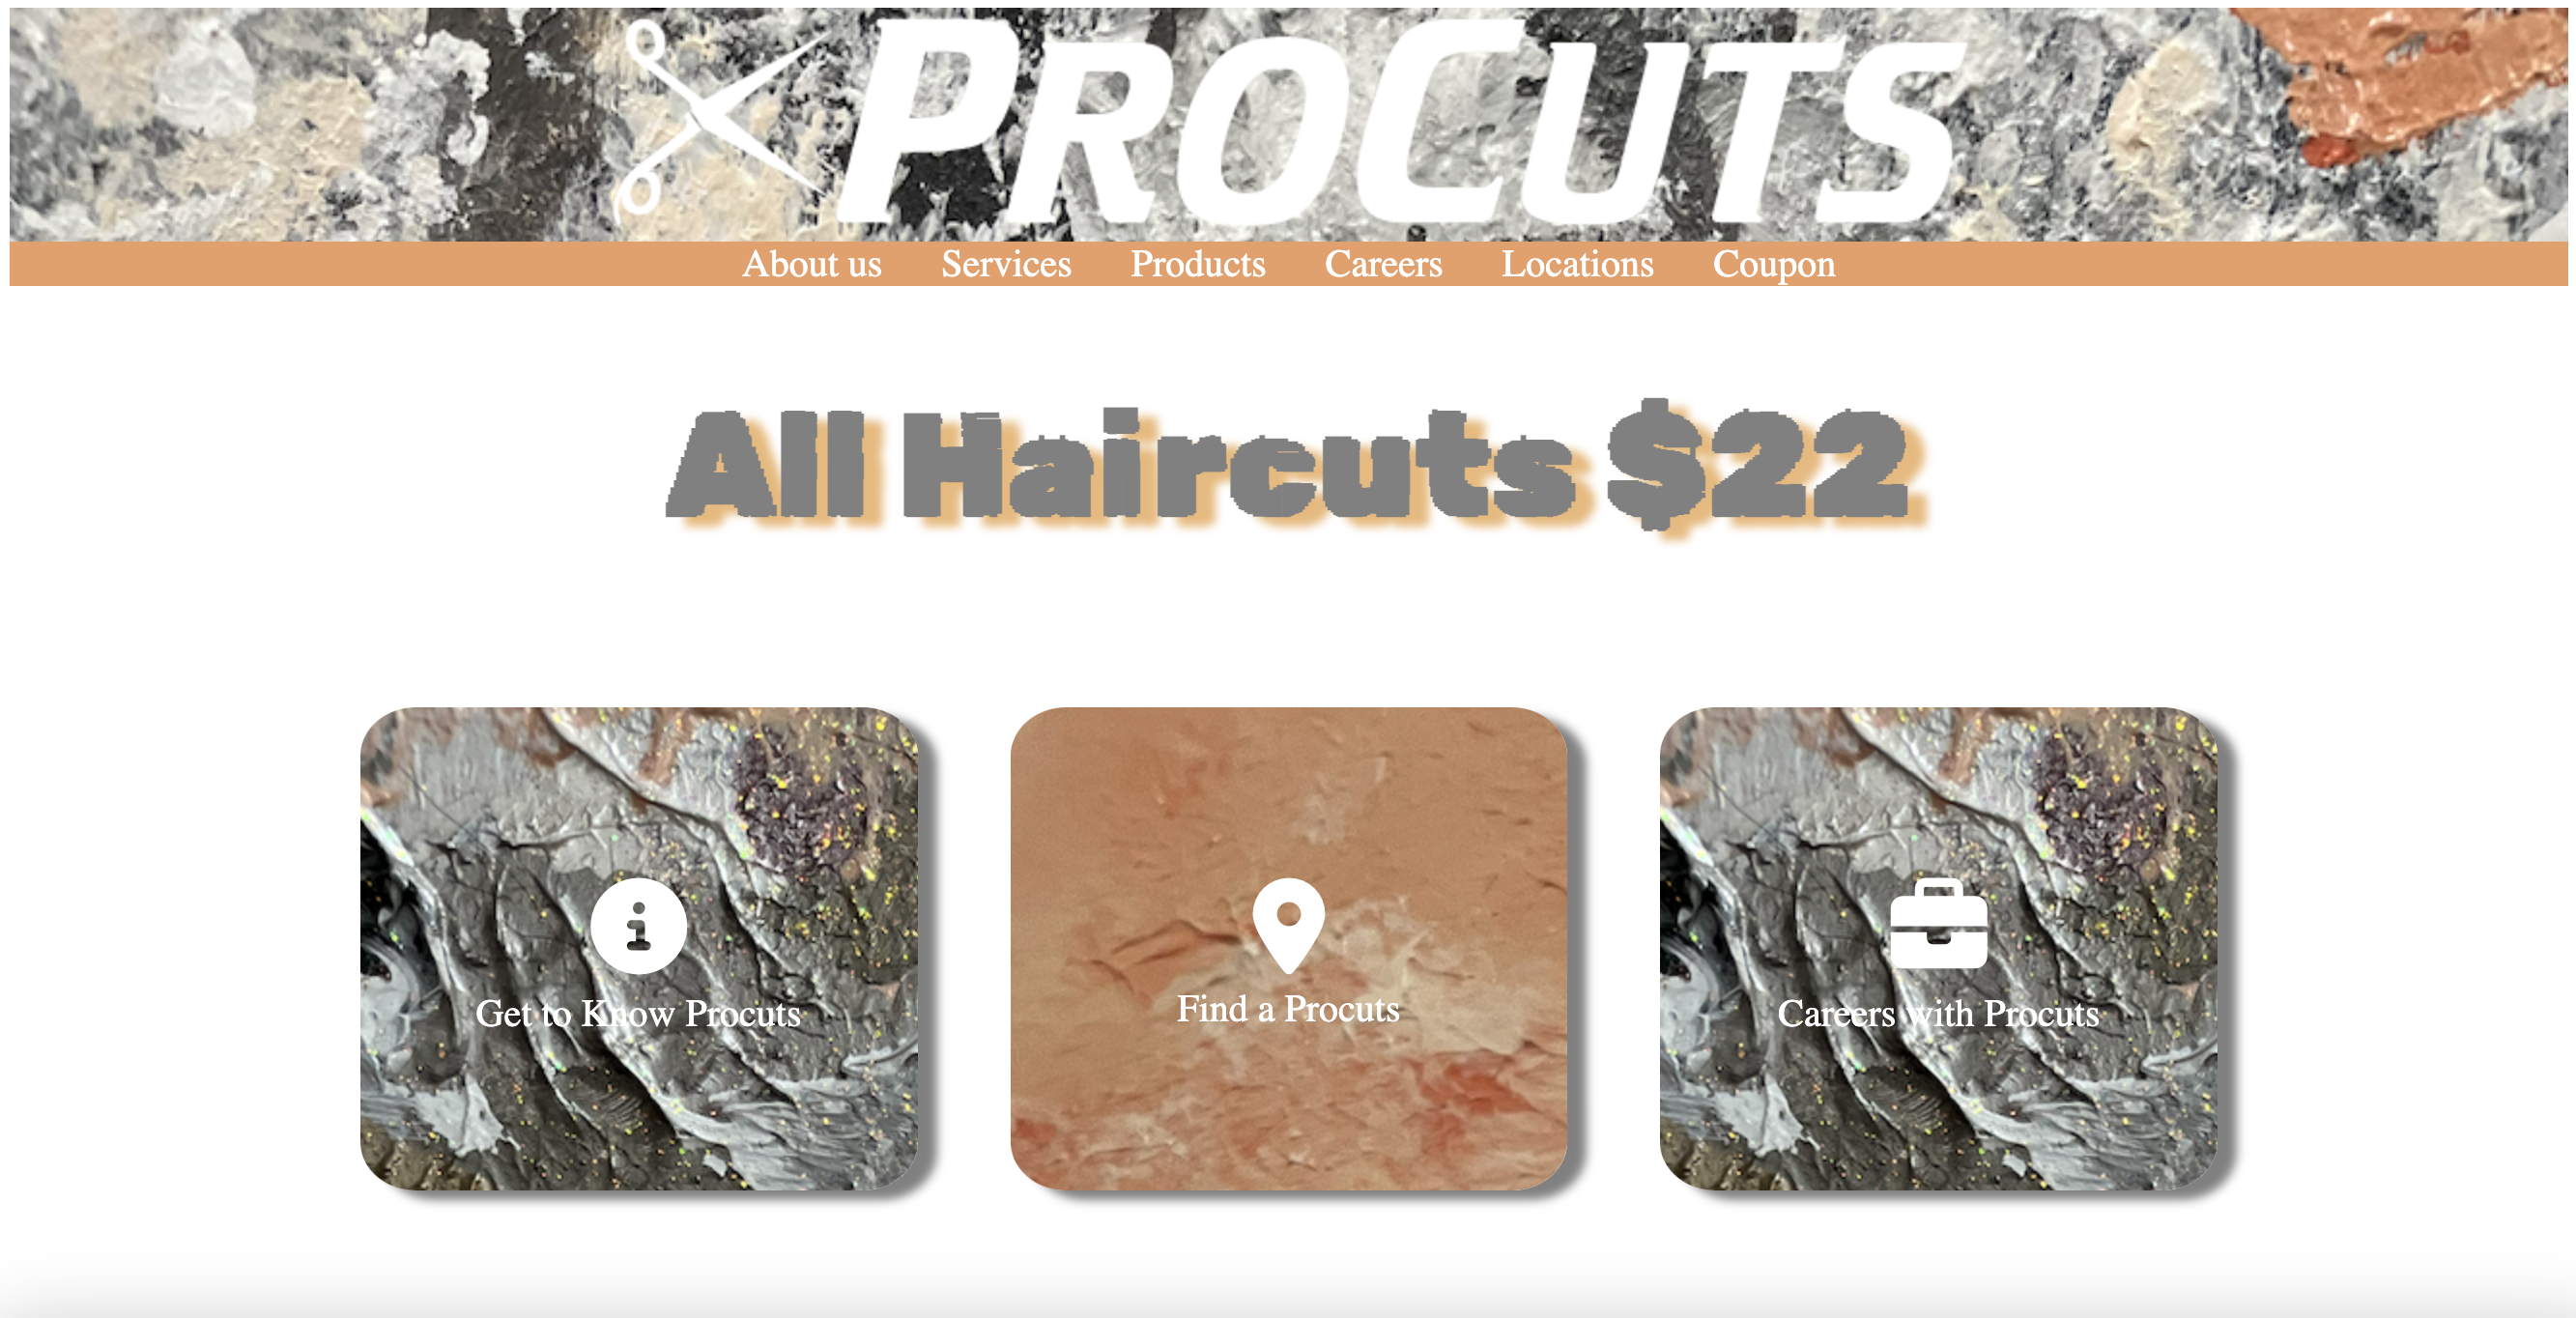 PROCUTS
About us Services Products Careers Locations Coupon
All Haircuts $22
Get to Know Procuts
Find a Procuts
Careers with Procuts